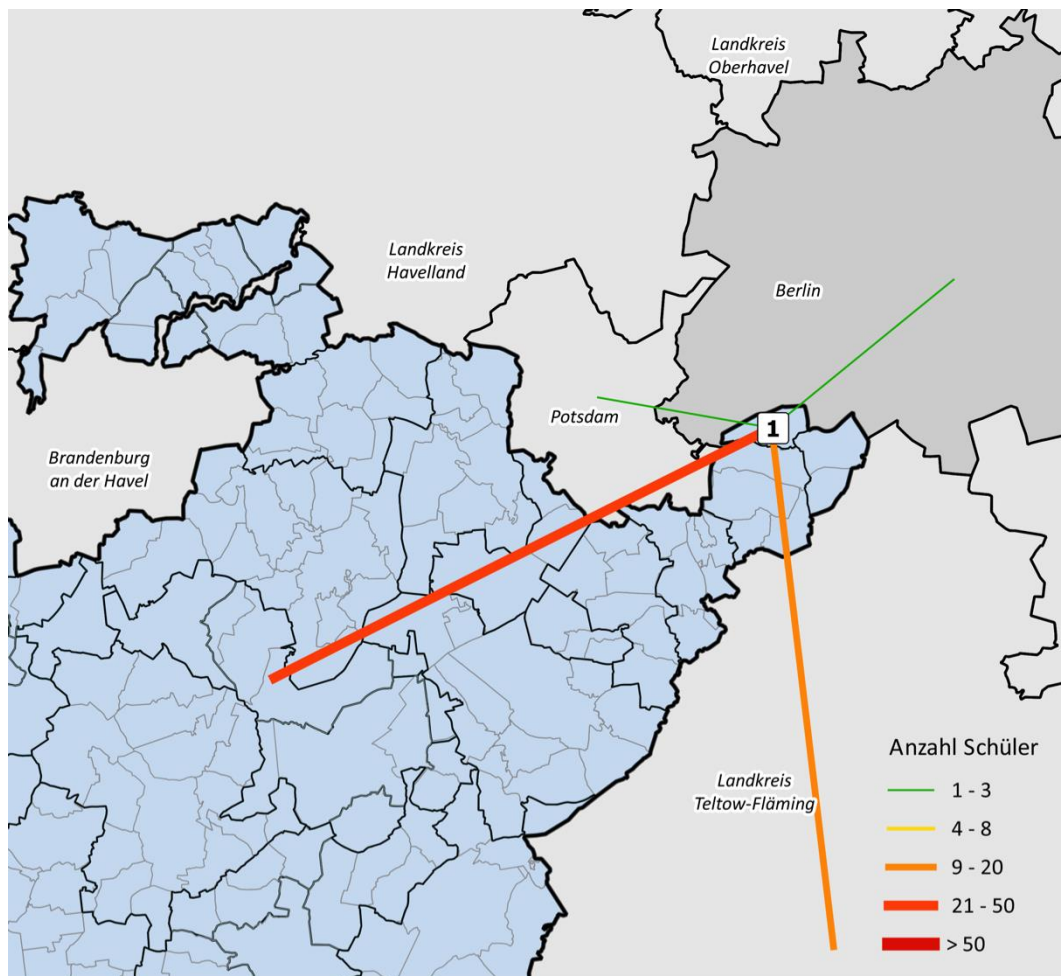 Landkreis
Oberhavel
Landkreis
Havelland
Berlin
Potsdam
1
Brandenburg
an der Havel
Landkreis
Teltow-Fläming
Anzahl Schüler
1 - 3
4 - 8
9 - 20
21 - 50
> 50